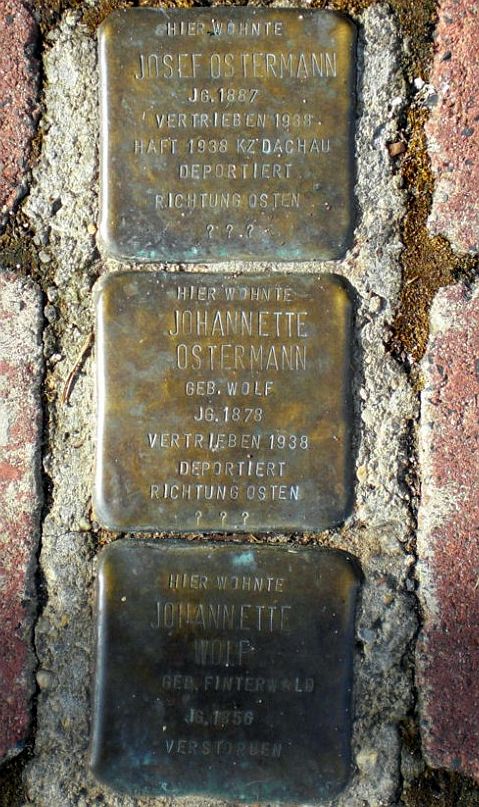 HIER WOHNTE
JOSEF OSTERMANN
JG. 1887
VERTRIEBEN 1938
HAFT 1938 KZ DACHAU
DEPORTIERT
RICHTUNG OSTEN
? ? ?
HIER WOHNTE
JOHANNETTE
OSTERMANN
GEB. WOLF
JG. 1878
VERTRIEBEN 1938
DEPORTIERT
RICHTUNG OSTEN
? ? ?
HIER WOHNTE
JOHANNETTE
WOLF
GEB. FINTERWALD
JG. 1856
VERSTORBEN